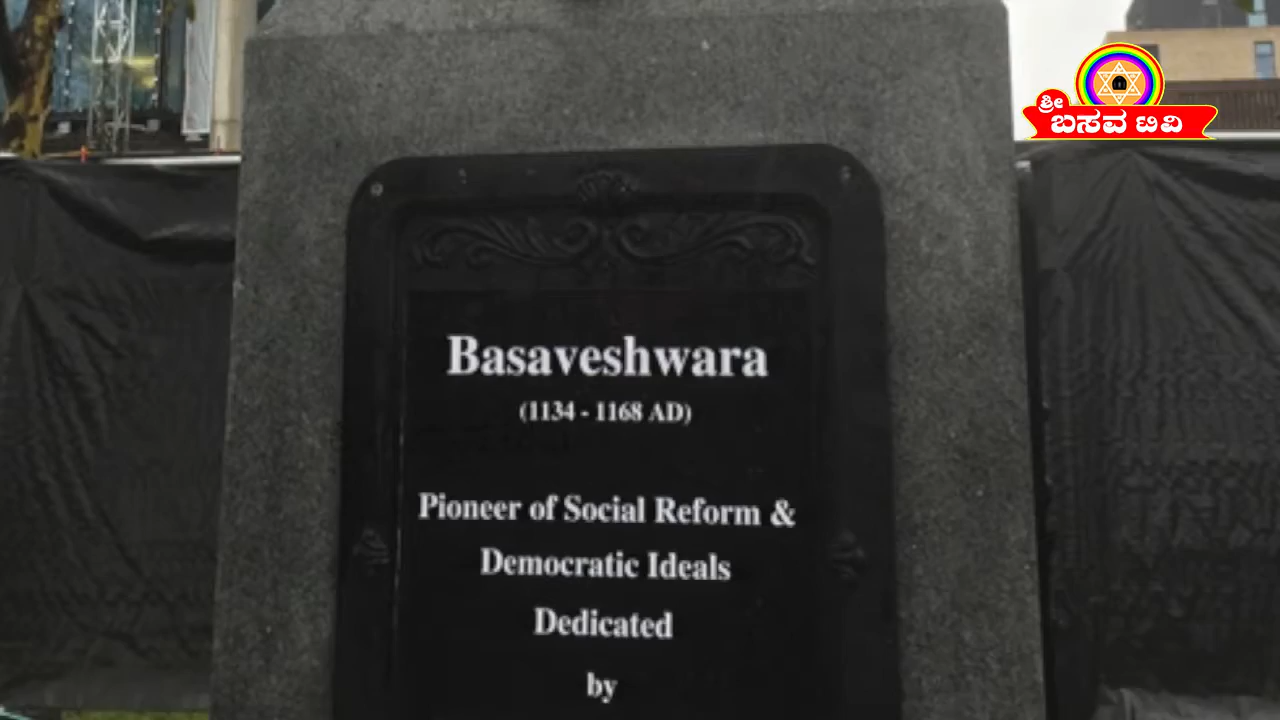 ಶ್ರೀ
ಬಸವ ಟಿವಿ
Basaveshwara
(1134 - 1168 AD)
Pioneer of Social Reform &
Democratic Ideals
Dedicated
by